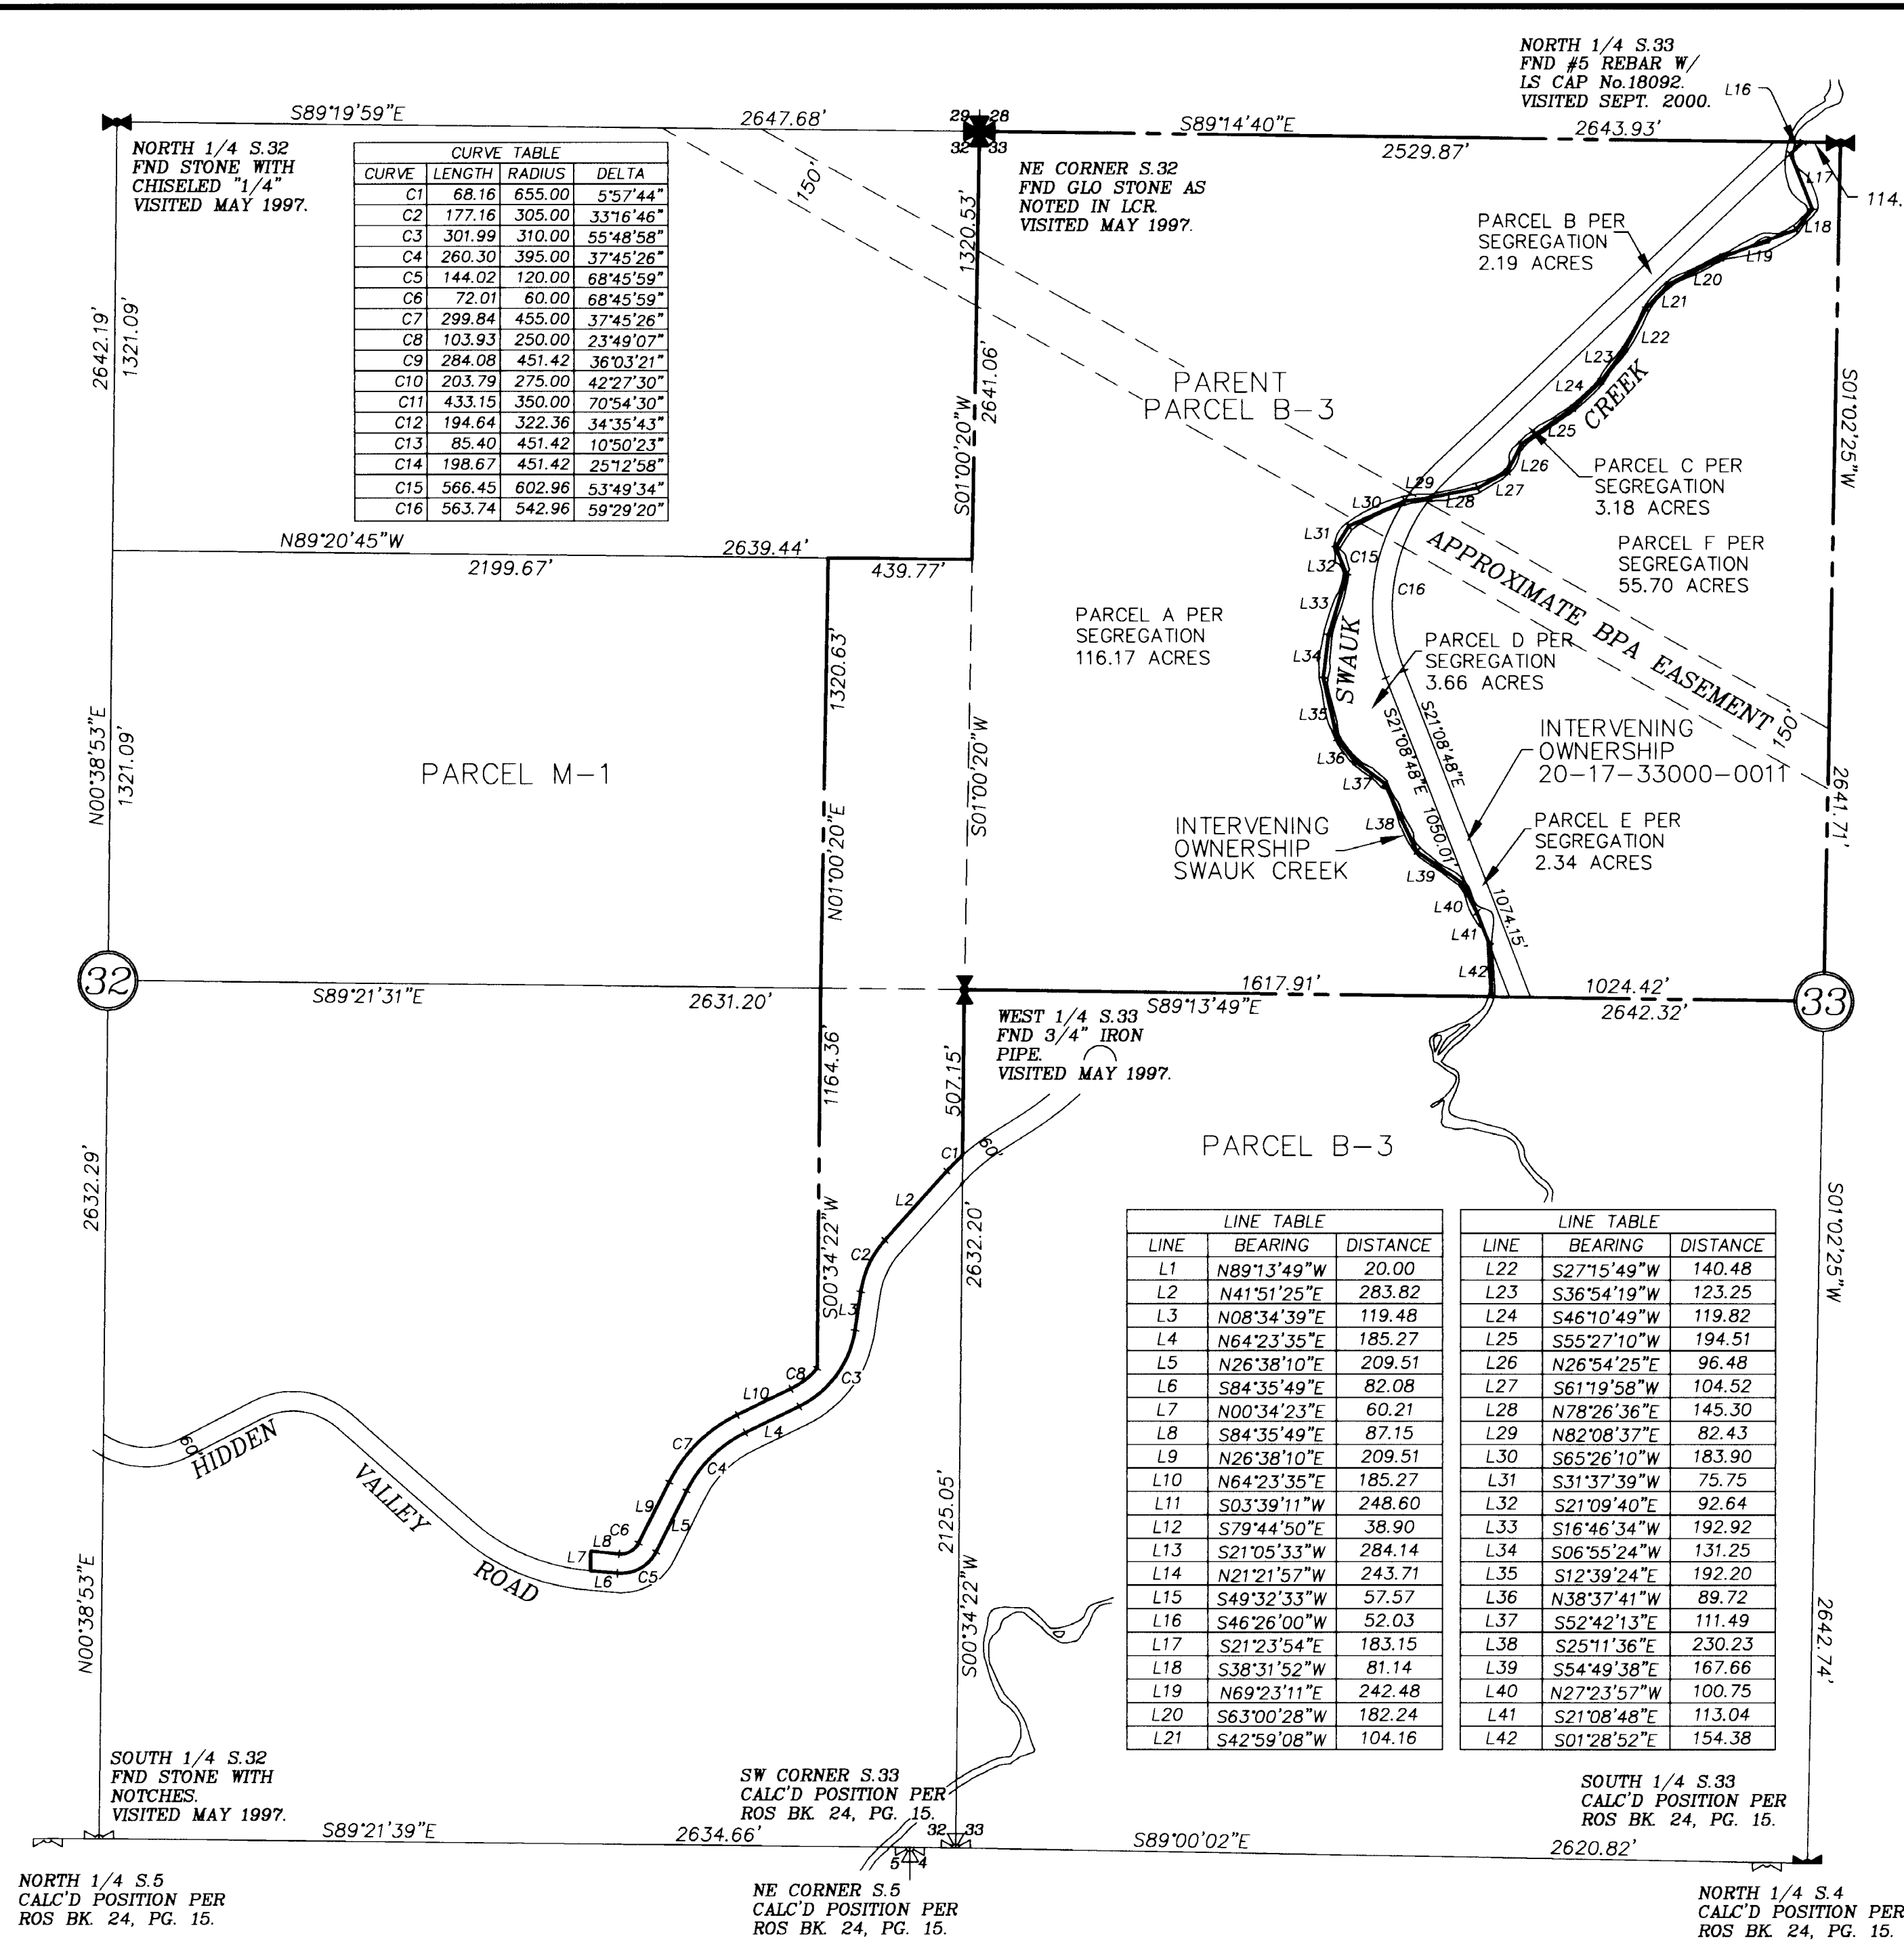 NORTH 1/4 S.33
FND #5 REBAR W/
LS CAP No.18092.
VISITED SEPT. 2000.
L16
S89°19'59"E
2647.68'
29 28
32 33
S89°14'40"E
2643.93'
2529.87'
114.
NORTH 1/4 S.32
FND STONE WITH
CHISELED "1/4"
VISITED MAY 1997.
CURVE TABLE
CURVE LENGTH RADIUS DELTA
C1 68.16 655.00 5°57'44"
C2 177.16 305.00 33°16'46"
C3 301.99 310.00 55°48'58"
C4 260.30 395.00 37°45'26"
C5 144.02 120.00 68°45'59"
C6 72.01 60.00 68°45'59"
C7 299.84 455.00 37°45'26"
C8 103.93 250.00 23°49'07"
C9 284.08 451.42 36°03'21"
C10 203.79 275.00 42°27'30"
C11 433.15 350.00 70°54'30"
C12 194.64 322.36 34°35'43"
C13 85.40 451.42 10°50'23"
C14 198.67 451.42 25°12'58"
C15 566.45 602.96 53°49'34"
C16 563.74 542.96 59°29'20"
150'
NE CORNER S.32
FND GLO STONE AS
NOTED IN LCR.
VISITED MAY 1997.
1320.53'
2641.06'
S01°00'20"W
2642.19'
1321.09'
PARCEL B PER
SEGREGATION
2.19 ACRES
L17
L18
L19
L20
L21
L22
L23
L24
L25
L26
L27
L28
L29
L30
L31
L32
L33
L34
L35
L36
L37
L38
L39
L40
L41
L42
C15
C16
PARENT
PARCEL B-3
CREEK
S01°02'25"W
PARCEL C PER
SEGREGATION
3.18 ACRES
PARCEL F PER
SEGREGATION
55.70 ACRES
APPROXIMATE BPA EASEMENT
150'
N89°20'45"W
2639.44'
2199.67'
439.77'
PARCEL A PER
SEGREGATION
116.17 ACRES
SWAUK
PARCEL D PER
SEGREGATION
3.66 ACRES
S21°08'48"E
S21°08'48"E
1050.01'
1074.15'
INTERVENING
OWNERSHIP
20-17-33000-0011
PARCEL E PER
SEGREGATION
2.34 ACRES
INTERVENING
OWNERSHIP
SWAUK CREEK
2641.71'
1320.63'
N01°00'20"E
S01°00'20"W
N00°38'53"E
1321.09'
PARCEL M-1
32
S89°21'31"E
2631.20'
1617.91'
S89°13'49"E
1024.42'
2642.32'
33
WEST 1/4 S.33
FND 3/4" IRON
PIPE.
VISITED MAY 1997.
1164.36'
507.15'
S00°34'22"W
2632.20'
2632.29'
C1
60'
L2
C2
L3
C3
C8
L10
L4
C7
C4
L9
L5
C6
L8
L7
L6
C5
PARCEL B-3
S01°02'25"W
60'
HIDDEN
VALLEY
ROAD
LINE TABLE
LINE BEARING DISTANCE
L1 N89°13'49"W 20.00
L2 N41°51'25"E 283.82
L3 N08°34'39"E 119.48
L4 N64°23'35"E 185.27
L5 N26°38'10"E 209.51
L6 S84°35'49"E 82.08
L7 N00°34'23"E 60.21
L8 S84°35'49"E 87.15
L9 N26°38'10"E 209.51
L10 N64°23'35"E 185.27
L11 S03°39'11"W 248.60
L12 S79°44'50"E 38.90
L13 S21°05'33"W 284.14
L14 N21°21'57"W 243.71
L15 S49°32'33"W 57.57
L16 S46°26'00"W 52.03
L17 S21°23'54"E 183.15
L18 S38°31'52"W 81.14
L19 N69°23'11"E 242.48
L20 S63°00'28"W 182.24
L21 S42°59'08"W 104.16
LINE TABLE
LINE BEARING DISTANCE
L22 S27°15'49"W 140.48
L23 S36°54'19"W 123.25
L24 S46°10'49"W 119.82
L25 S55°27'10"W 194.51
L26 N26°54'25"E 96.48
L27 S61°19'58"W 104.52
L28 N78°26'36"E 145.30
L29 N82°08'37"E 82.43
L30 S65°26'10"W 183.90
L31 S31°37'39"W 75.75
L32 S21°09'40"E 92.64
L33 S16°46'34"W 192.92
L34 S06°55'24"W 131.25
L35 S12°39'24"E 192.20
L36 N38°37'41"W 89.72
L37 S52°42'13"E 111.49
L38 S25°11'36"E 230.23
L39 S54°49'38"E 167.66
L40 N27°23'57"W 100.75
L41 S21°08'48"E 113.04
L42 S01°28'52"E 154.38
N00°38'53"E
2125.05'
S00°34'22"W
2642.74'
SOUTH 1/4 S.32
FND STONE WITH
NOTCHES.
VISITED MAY 1997.
SW CORNER S.33
CALC'D POSITION PER
ROS BK. 24, PG. 15.
SOUTH 1/4 S.33
CALC'D POSITION PER
ROS BK. 24, PG. 15.
S89°21'39"E
2634.66'
32 33
5 4
S89°00'02"E
2620.82'
NORTH 1/4 S.5
CALC'D POSITION PER
ROS BK. 24, PG. 15.
NE CORNER S.5
CALC'D POSITION PER
ROS BK. 24, PG. 15.
NORTH 1/4 S.4
CALC'D POSITION PER
ROS BK. 24, PG. 15.